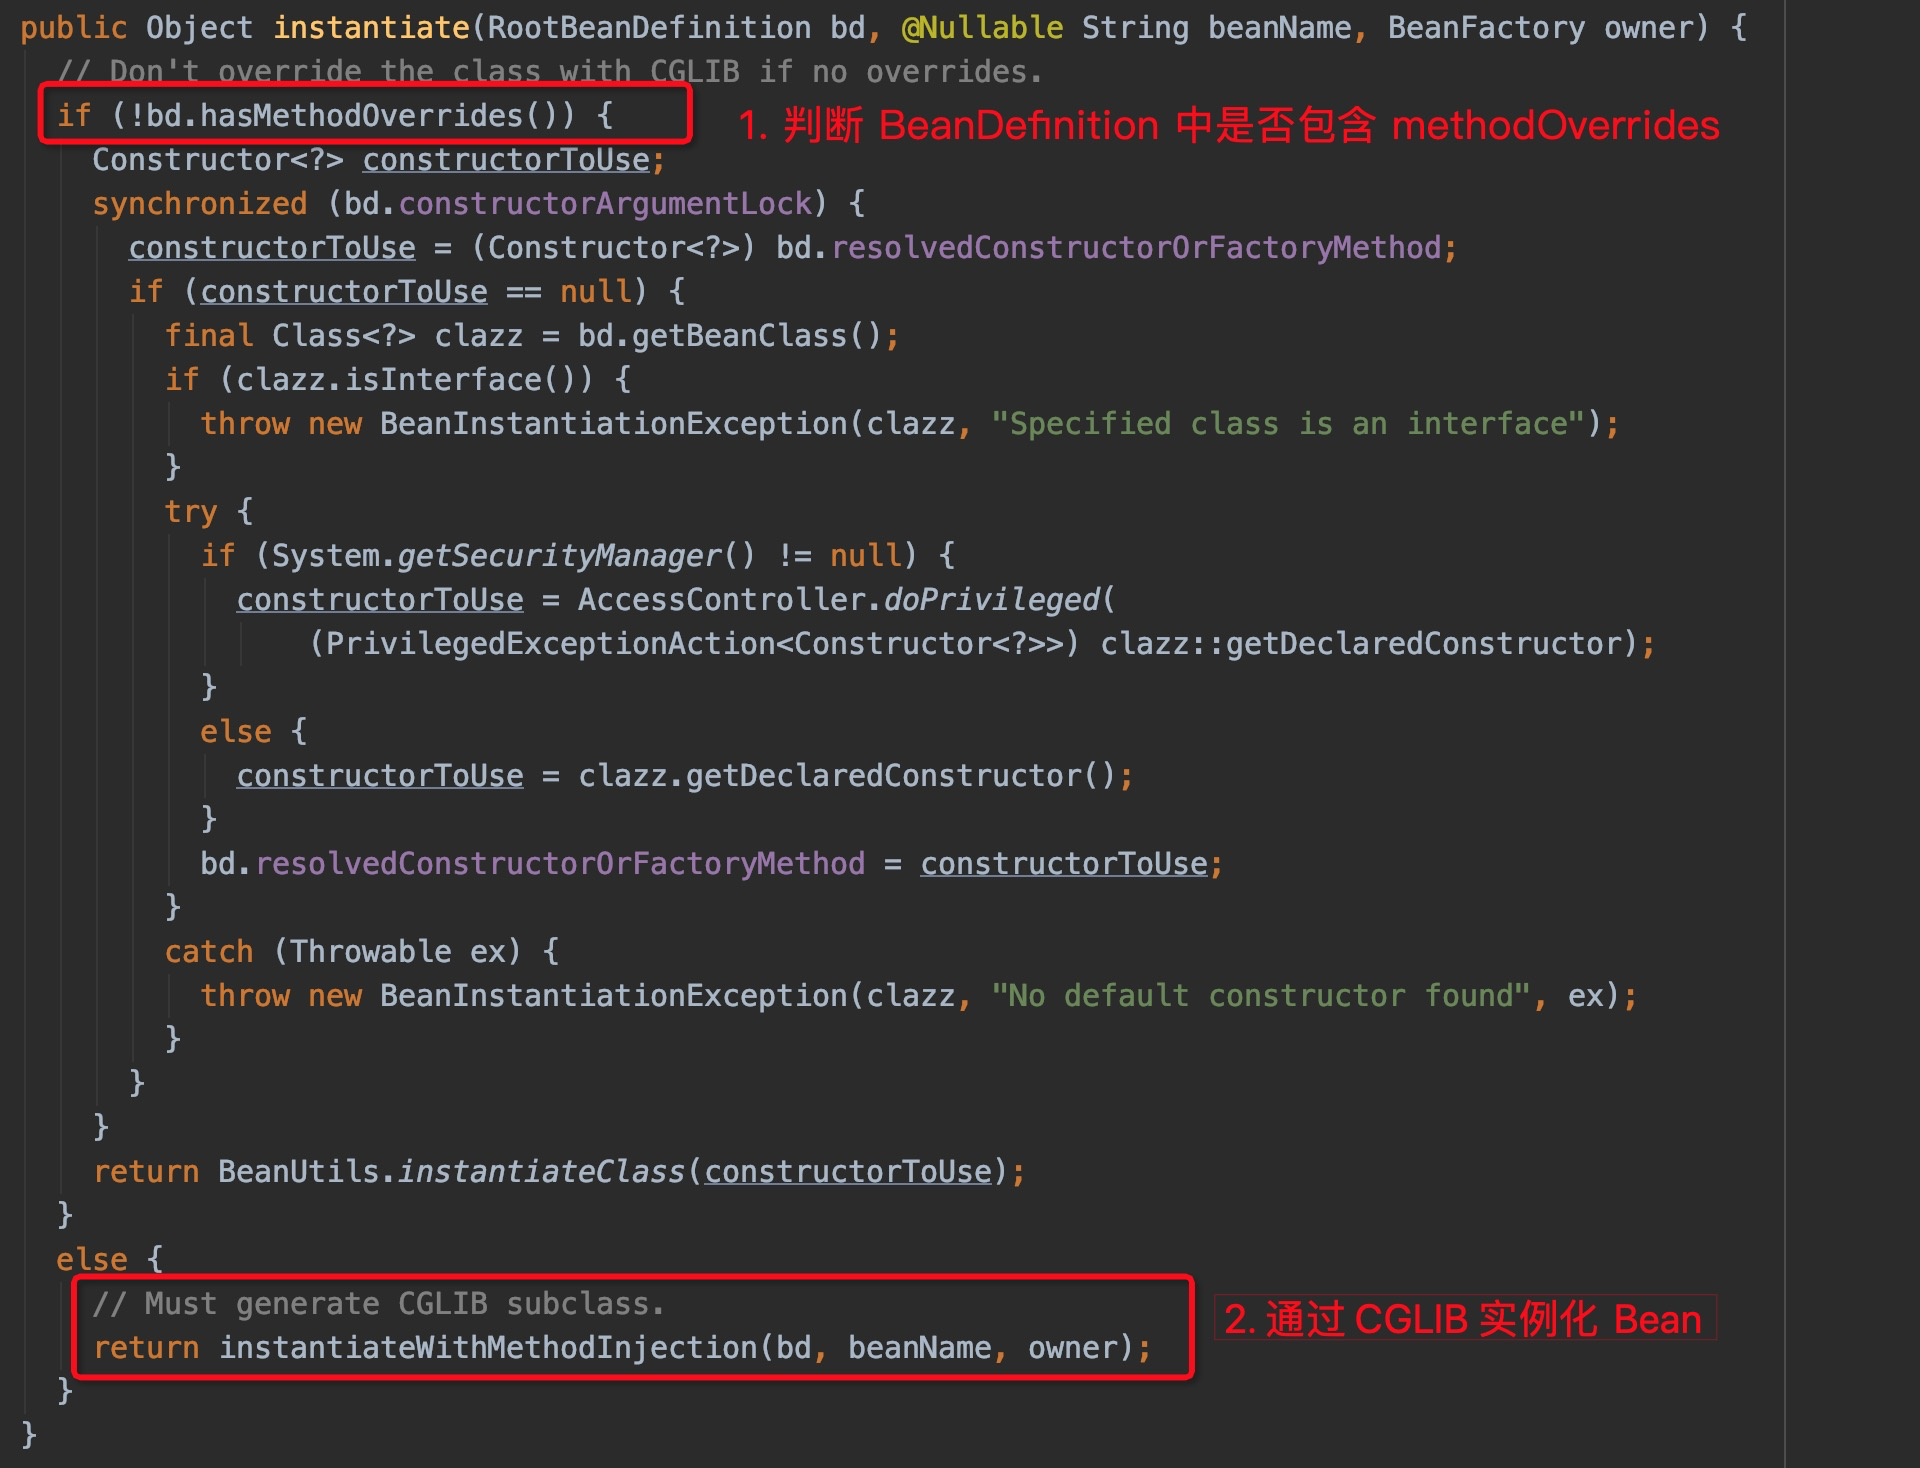 public Object instantiate(RootBeanDefinition bd, @Nullable String beanName, BeanFactory owner) {
// Don't override the class with CGLIB if no overrides.
if (!bd.hasMethodOverrides()) {
1. 判断 BeanDefinition 中是否包含 methodOverrides
Constructor<?> constructorToUse;
synchronized (bd.constructorArgumentLock) {
constructorToUse = (Constructor<?>) bd.resolvedConstructorOrFactoryMethod;
if (constructorToUse == null) {
final Class<?> clazz = bd.getBeanClass();
if (clazz.isInterface()) {
throw new BeanInstantiationException(clazz, "Specified class is an interface");
}
try {
if (System.getSecurityManager() != null) {
constructorToUse = AccessController.doPrivileged(
(PrivilegedExceptionAction<Constructor<?>>) clazz::getDeclaredConstructor);
}
else {
constructorToUse = clazz.getDeclaredConstructor();
}
bd.resolvedConstructorOrFactoryMethod = constructorToUse;
}
catch (Throwable ex) {
throw new BeanInstantiationException(clazz, "No default constructor found", ex);
}
}
}
return BeanUtils.instantiateClass(constructorToUse);
}
else {
// Must generate CGLIB subclass.
return instantiateWithMethodInjection(bd, beanName, owner);
2. 通过 CGLIB 实例化 Bean
}
}